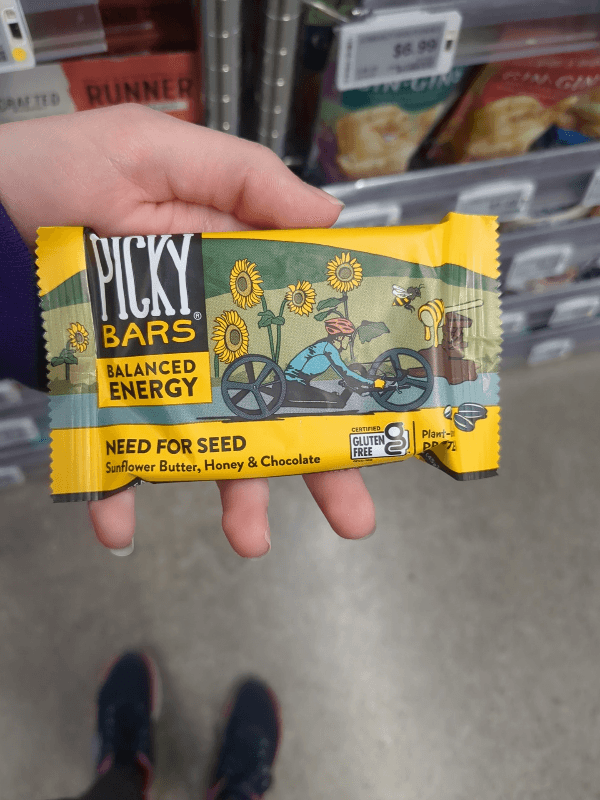 $6.99
RUNNER
PICKY
BARS®
BALANCED
ENERGY
NEED FOR SEED
Sunflower Butter, Honey & Chocolate
CERTIFIED
GLUTEN
FREE